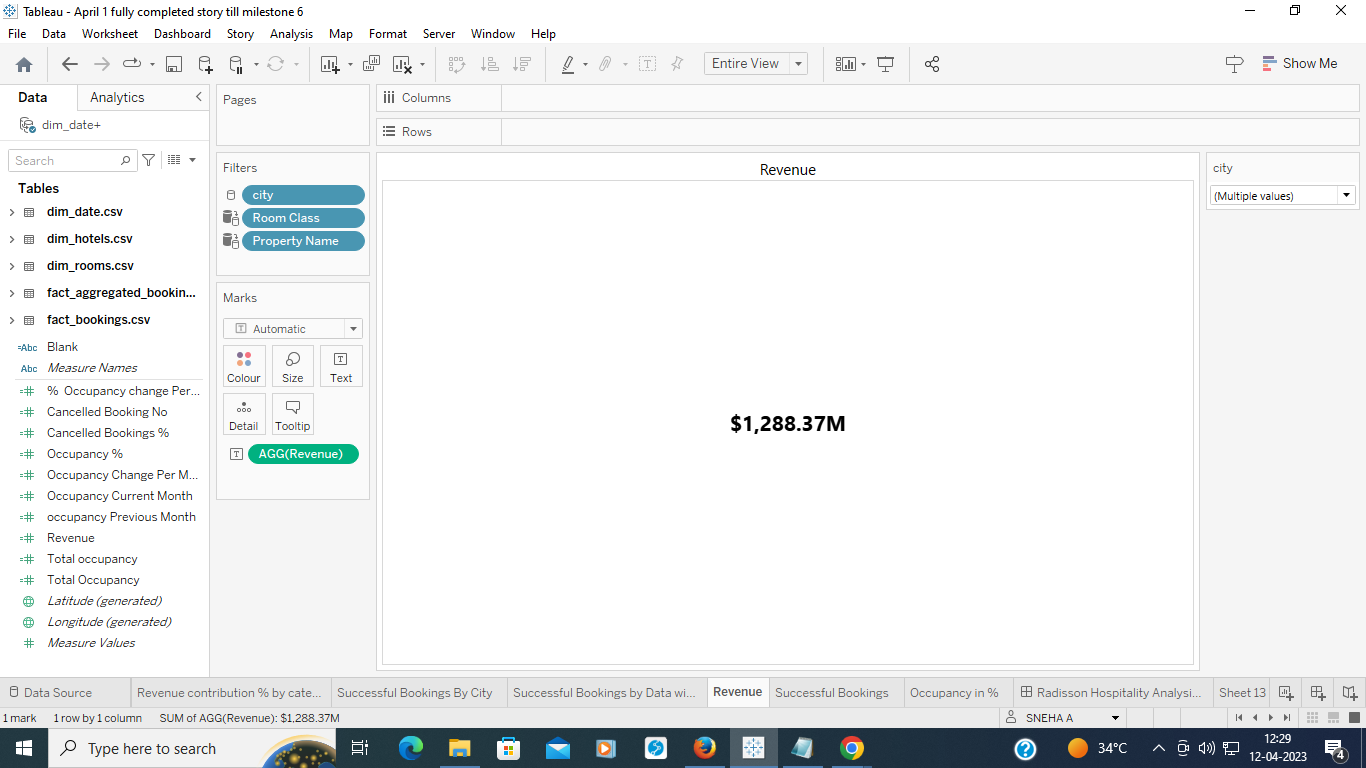 Tableau - April 1 fully completed story till milestone 6
File Data Worksheet Dashboard Story Analysis Map Format Server Window Help
Entire View
Show Me
Data Analytics
dim_date+
Search
Tables
dim_date.csv
dim_hotels.csv
dim_rooms.csv
fact_aggregated_bookin...
fact_bookings.csv
=Abc Blank
Abc Measure Names
% Occupancy change Per...
Cancelled Booking No
Cancelled Bookings %
Occupancy %
Occupancy Change Per M...
Occupancy Current Month
occupancy Previous Month
Revenue
Total occupancy
Total Occupancy
Latitude (generated)
Longitude (generated)
Measure Values
Pages
Filters
city
Room Class
Property Name
Marks
T Automatic
Colour Size Text
Detail Tooltip
T AGG(Revenue)
Columns
Rows
Revenue
$1,288.37M
city
(Multiple values)
Data Source Revenue contribution % by cate... Successful Bookings By City Successful Bookings by Data wi... Revenue Successful Bookings Occupancy in % Radisson Hospitality Analysi... Sheet 13
1 mark 1 row by 1 column SUM of AGG(Revenue): $1,288.37M SNEHA A
Type here to search
34°C
12:29
12-04-2023
4